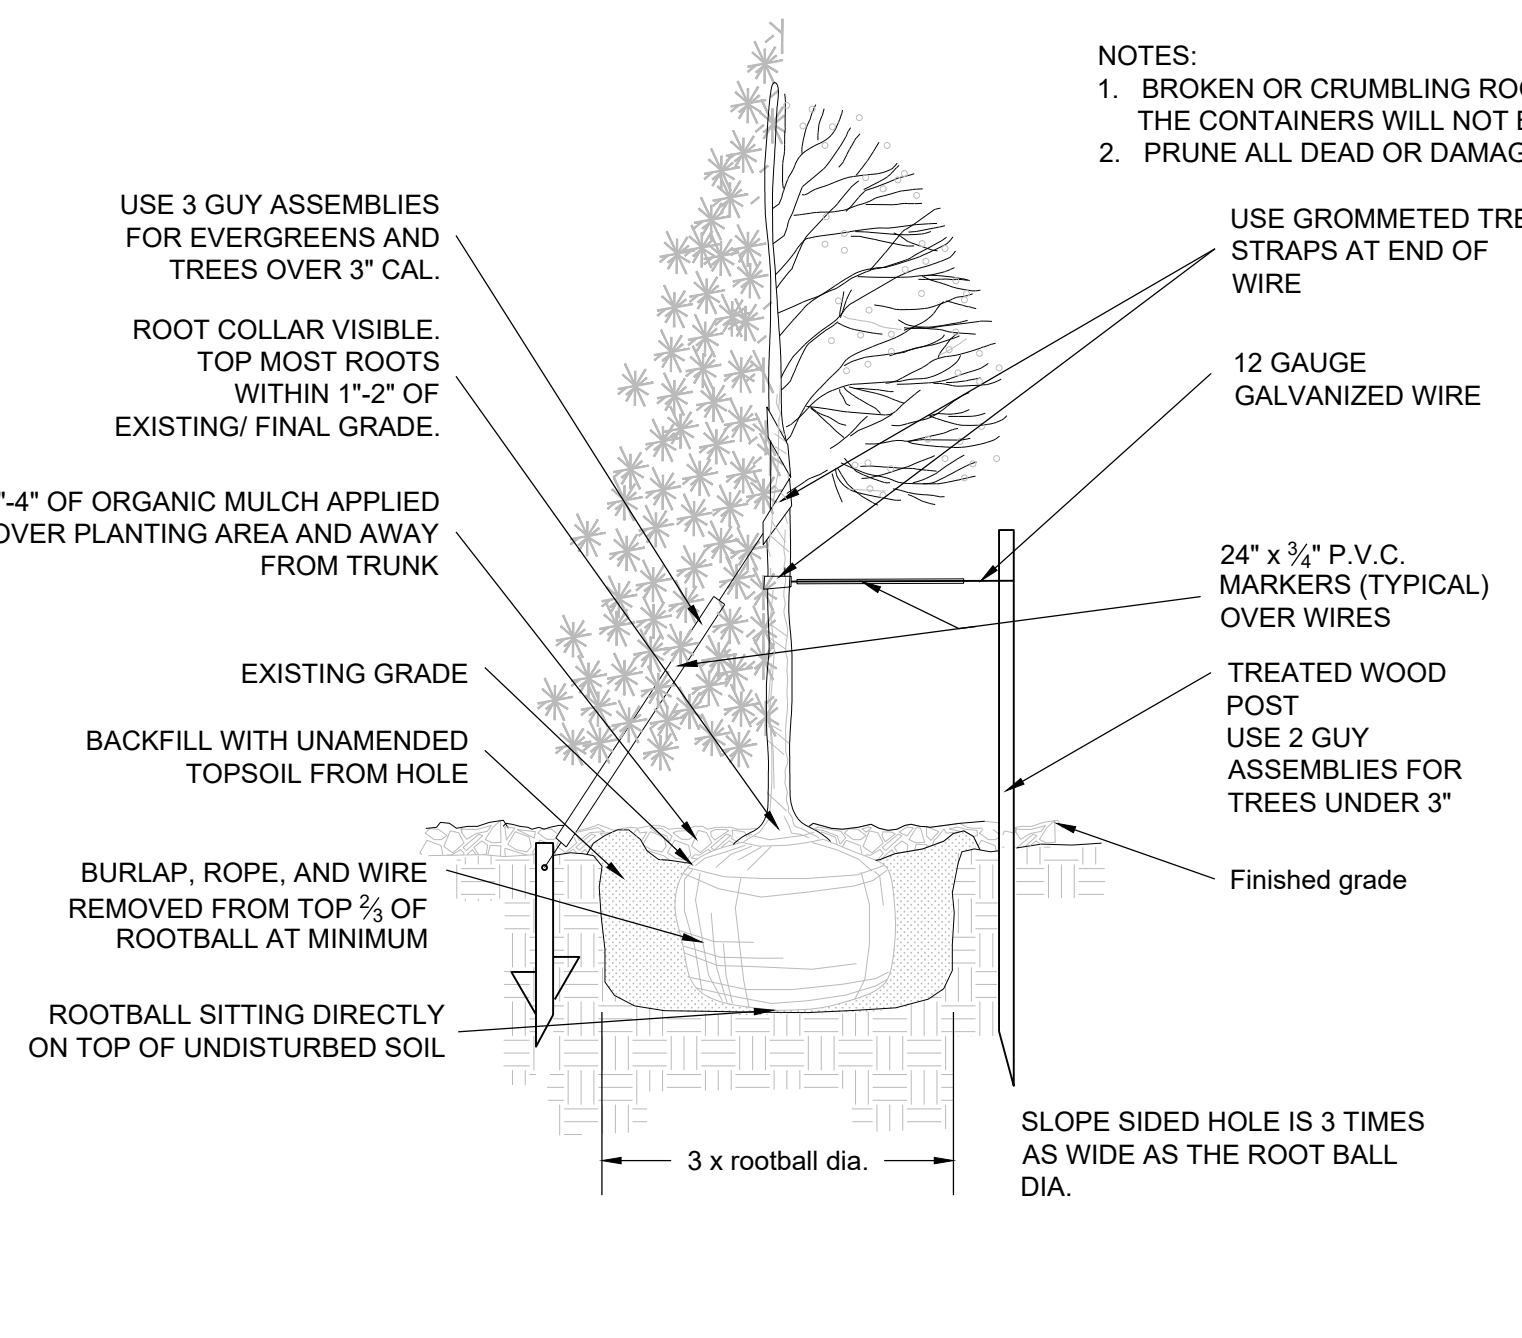 NOTES:
1. BROKEN OR CRUMBLING
THE CONTAINERS WILL NOT
2. PRUNE ALL DEAD OR
USE 3 GUY ASSEMBLIES
FOR EVERGREENS AND
TREES OVER 3" CAL.
ROOT COLLAR VISIBLE.
TOP MOST ROOTS
WITHIN 1"-2" OF
EXISTING/ FINAL GRADE.
"-4" OF ORGANIC MULCH APPLIED
OVER PLANTING AREA AND AWAY
FROM TRUNK
EXISTING GRADE
BACKFILL WITH UNAMENDED
TOPSOIL FROM HOLE
BURLAP, ROPE, AND WIRE
REMOVED FROM TOP 2/3 OF
ROOTBALL AT MINIMUM
ROOTBALL SITTING DIRECTLY
ON TOP OF UNDISTURBED SOIL
USE GROMMETED
STRAPS AT END OF
WIRE
12 GAUGE
GALVANIZED WIRE
24" x 3/4" P.V.C.
MARKERS (TYPICAL)
OVER WIRES
TREATED WOOD
POST
USE 2 GUY
ASSEMBLIES FOR
TREES UNDER 3"
Finished grade
3 x rootball dia.
SLOPE SIDED HOLE IS 3 TIMES
AS WIDE AS THE ROOT BALL
DIA.